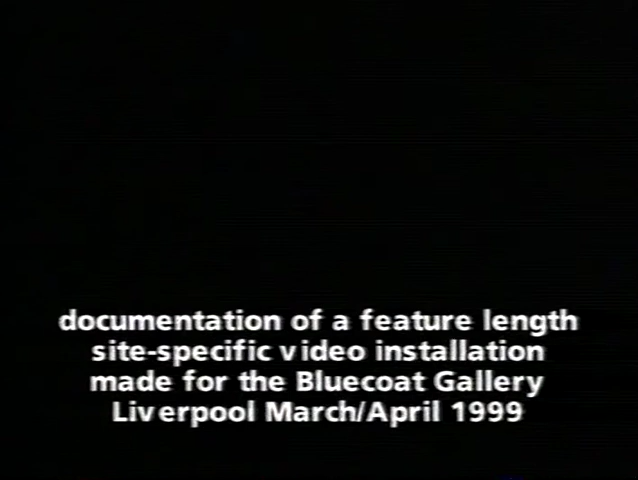 documentation of a feature length
site-specific video installation
made for the Bluecoat Gallery
Liverpool March/April 1999